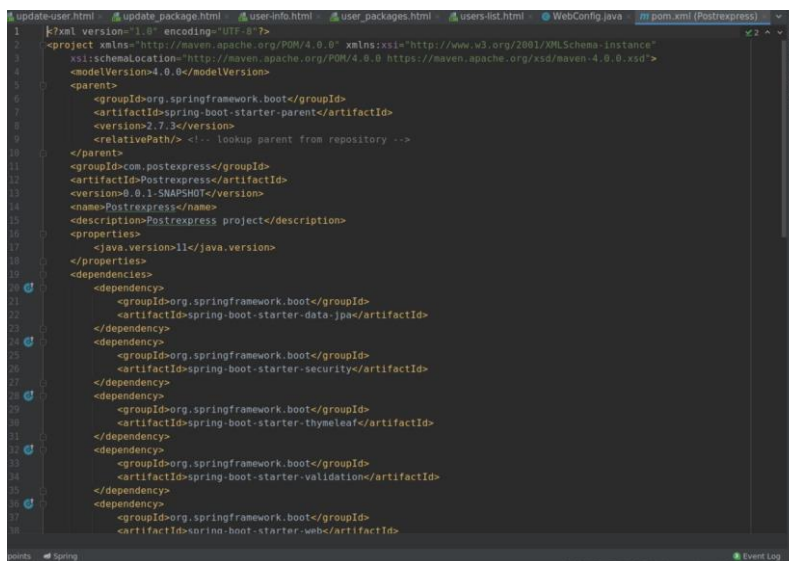 update-user.html update_package.html user-info.html user_packages.html users-list.html WebConfig.java pom.xml (Postrexpress)
1 <?xml version="1.0" encoding="UTF-8"?> 2
2 <project xmlns="http://maven.apache.org/POM/4.0.0" xmlns:xsi="http://www.w3.org/2001/XMLSchema-instance"
3 xsi:schemaLocation="http://maven.apache.org/POM/4.0.0 https://maven.apache.org/xsd/maven-4.0.0.xsd">
4 <modelVersion>4.0.0</modelVersion>
5 <parent>
6 <groupId>org.springframework.boot</groupId>
7 <artifactId>spring-boot-starter-parent</artifactId>
8 <version>2.7.3</version>
9 <relativePath/> <!-- lookup parent from repository -->
10 </parent>
11 <groupId>com.postexpress</groupId>
12 <artifactId>Postrexpress</artifactId>
13 <version>0.0.1-SNAPSHOT</version>
14 <name>Postrexpress</name>
15 <description>Postrexpress project</description>
16 <properties>
17 <java.version>11</java.version>
18 </properties>
19 <dependencies>
20 <dependency>
21 <groupId>org.springframework.boot</groupId>
22 <artifactId>spring-boot-starter-data-jpa</artifactId>
23 </dependency>
24 <dependency>
25 <groupId>org.springframework.boot</groupId>
26 <artifactId>spring-boot-starter-security</artifactId>
27 </dependency>
28 <dependency>
29 <groupId>org.springframework.boot</groupId>
30 <artifactId>spring-boot-starter-thymeleaf</artifactId>
31 </dependency>
32 <dependency>
33 <groupId>org.springframework.boot</groupId>
34 <artifactId>spring-boot-starter-validation</artifactId>
35 </dependency>
36 <dependency>
37 <groupId>org.springframework.boot</groupId>
38 <artifactId>spring-boot-starter-web</artifactId>
points Spring Event Log